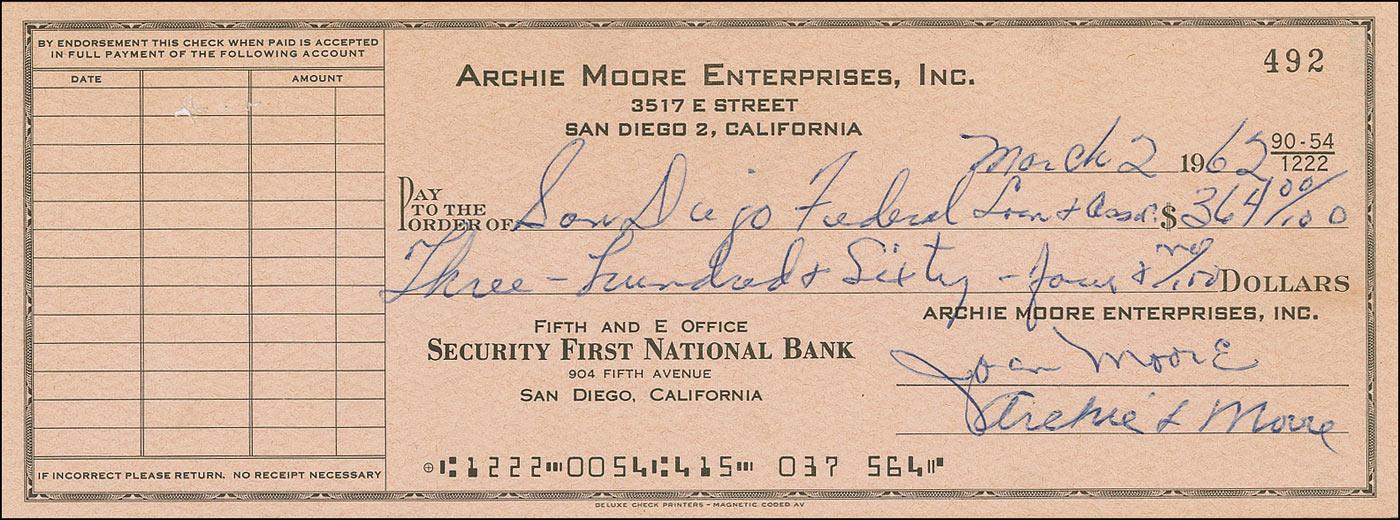 BY ENDORSEMENT THIS CHECK WHEN PAID IS ACCEPTED
IN FULL PAYMENT OF THE FOLLOWING ACCOUNT
DATE AMOUNT
IF INCORRECT PLEASE RETURN. NO RECEIPT NECESSARY
492
ARCHIE MOORE ENTERPRISES, INC.
3517 E STREET
SAN DIEGO 2, CALIFORNIA
March 2 1962 90-54
1222
PAY
TO THE
ORDER OF San Diego Federal Loan & Assn. $ 364 00/100
Three - hundred & Sixty - four & no/100 DOLLARS
ARCHIE MOORE ENTERPRISES, INC.
FIFTH AND E OFFICE
SECURITY FIRST NATIONAL BANK
904 FIFTH AVENUE
SAN DIEGO, CALIFORNIA
Joan Moore
Archie L Moore
⑆1222⑉0054⑆415⑉ 037 564⑈
DELUXE CHECK PRINTERS - MAGNETIC CODED AV